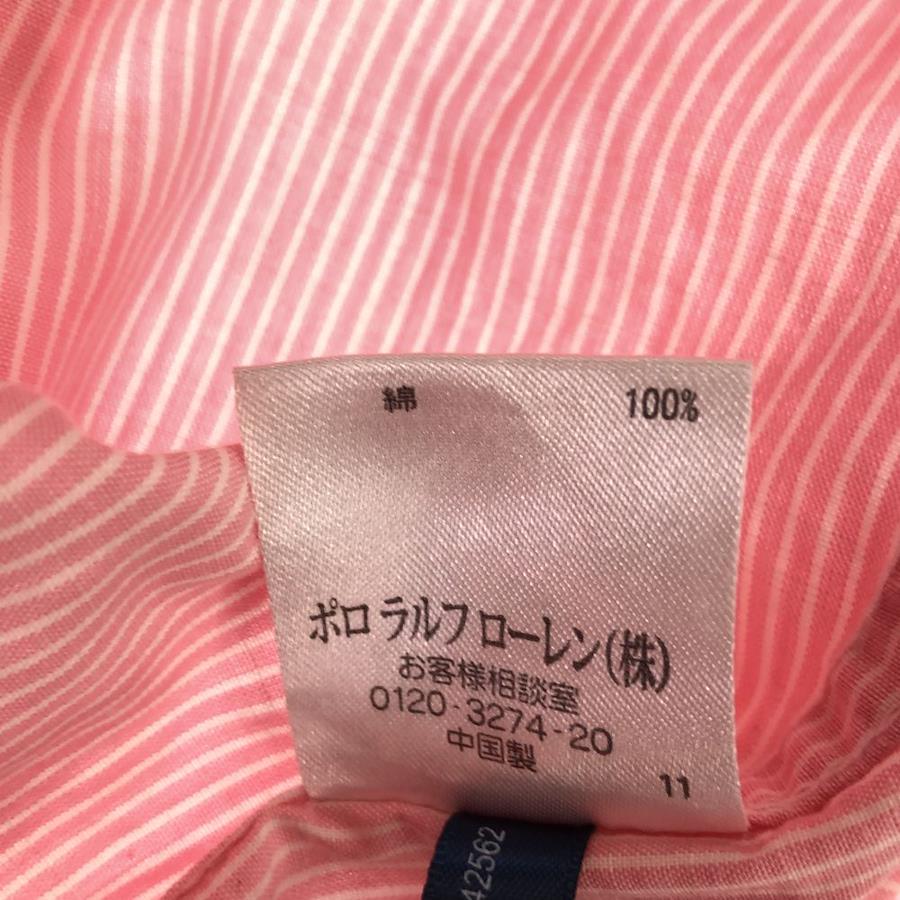 綿 100%
ポロ ラルフ ローレン(株)
お客様相談室
0120-3274-20
中国製
11
42562